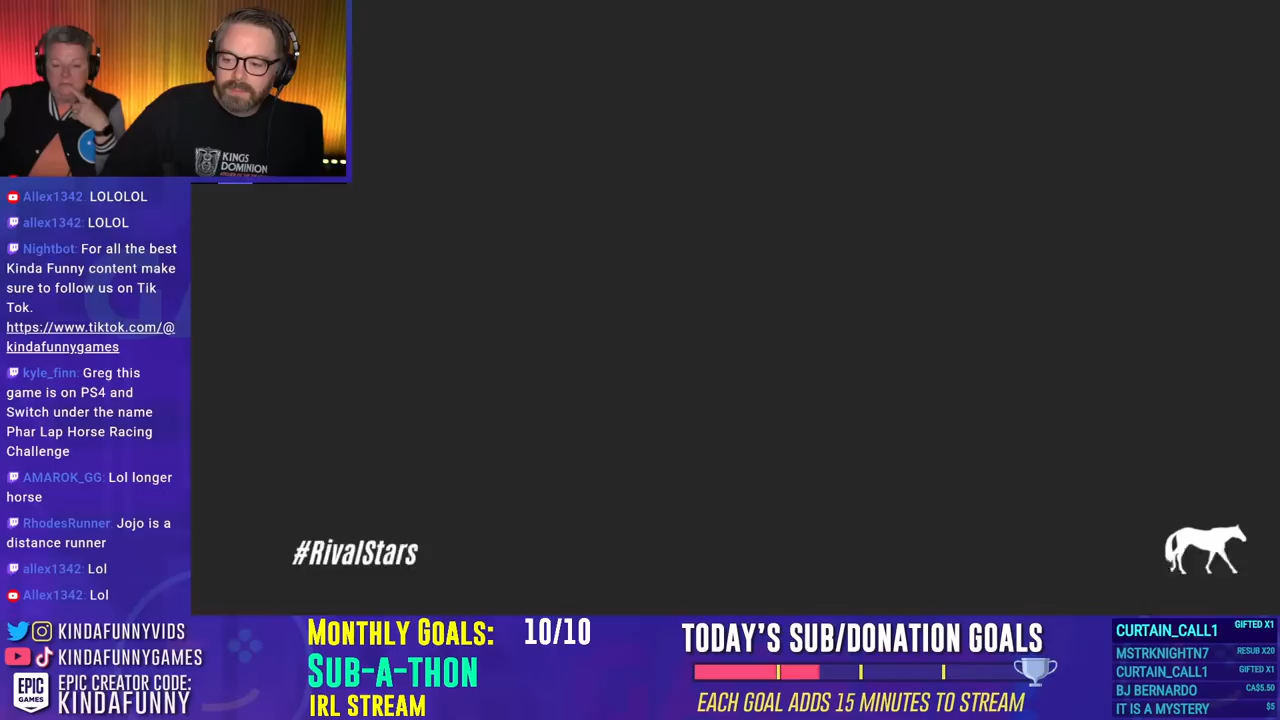 KINGS
DOMINION
Allex1342: LOLOLOL
allex1342: LOLOL
Nightbot: For all the best
Kinda Funny content make
sure to follow us on Tik
Tok.
https://www.tiktok.com/@
kindafunnygames
kyle_finn: Greg this
game is on PS4 and
Switch under the name
Phar Lap Horse Racing
Challenge
AMAROK_GG: Lol longer
horse
RhodesRunner: Jojo is a
distance runner
allex1342: Lol
Allex1342: Lol
#RivalStars
KINDAFUNNYVIDS
KINDAFUNNYGAMES
EPIC GAMES
EPIC CREATOR CODE:
KINDAFUNNY
MONTHLY GOALS: 10/10
SUB-A-THON
IRL STREAM
TODAY'S SUB/DONATION GOALS
EACH GOAL ADDS 15 MINUTES TO STREAM
CURTAIN_CALL1 GIFTED X1
MSTRKNIGHTN7 RESUB X20
CURTAIN_CALL1 GIFTED X1
BJ BERNARDO CA$5.50
IT IS A MYSTERY $5